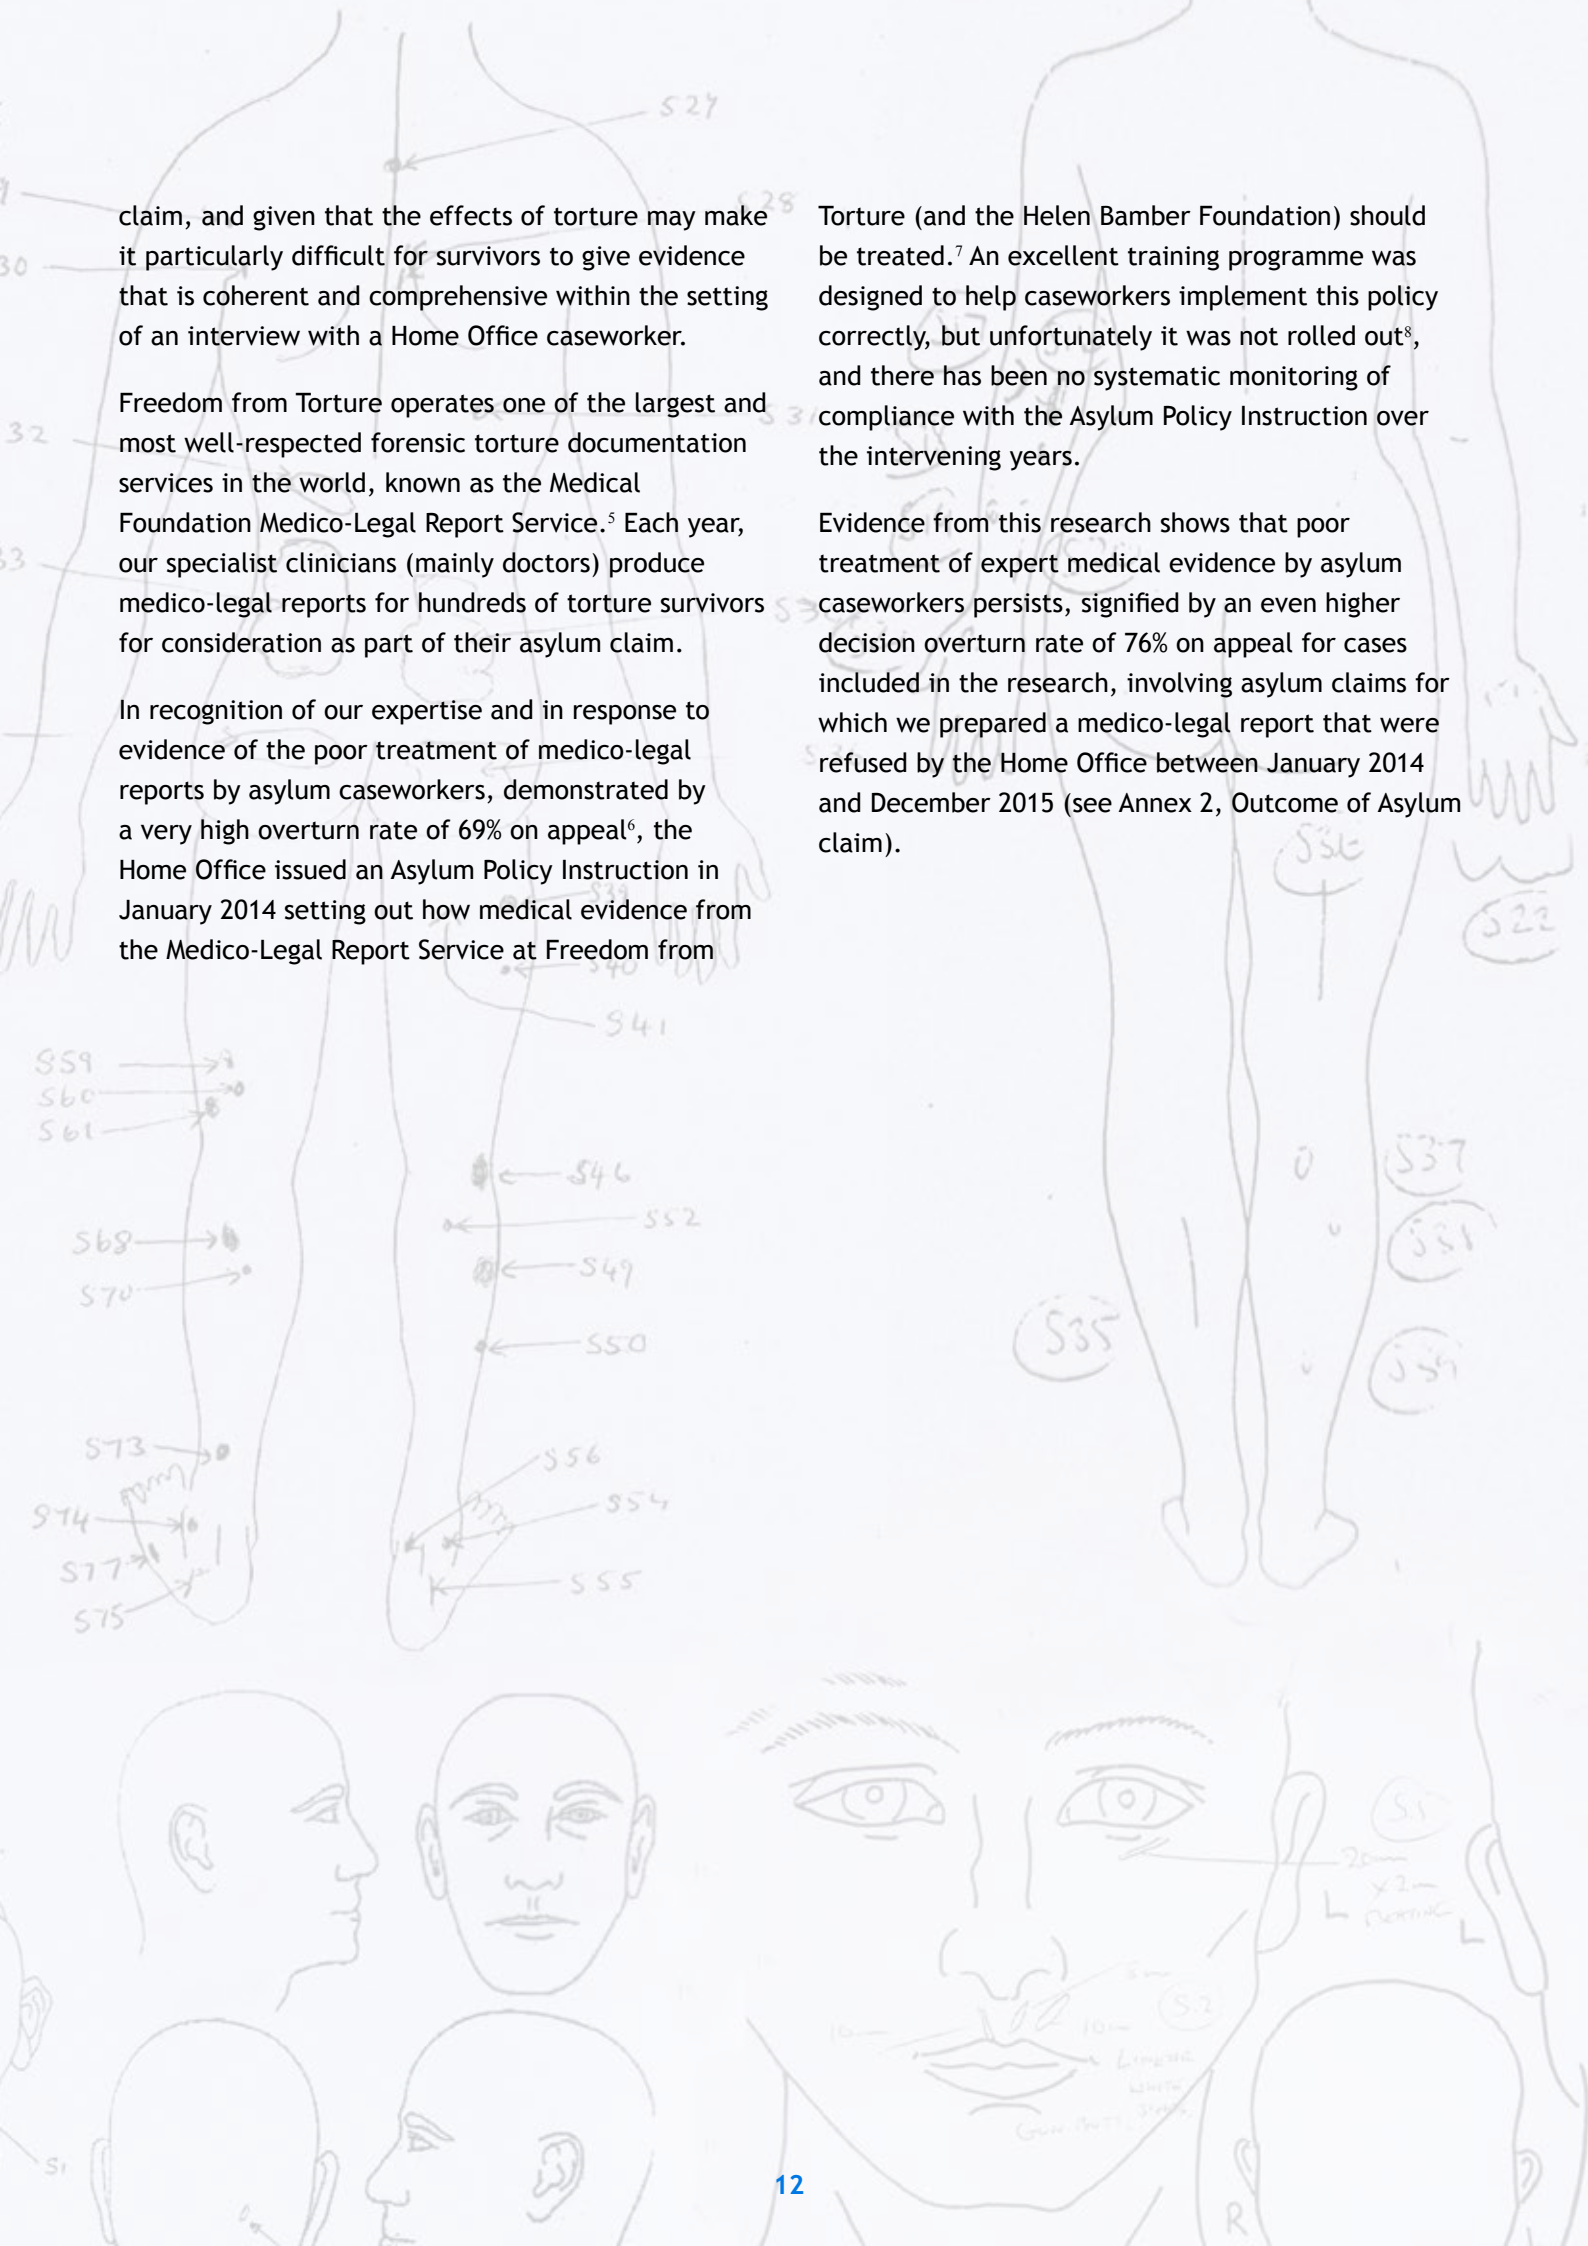 claim, and given that the effects of torture may make
it particularly difficult for survivors to give evidence
that is coherent and comprehensive within the setting
of an interview with a Home Office caseworker.
Freedom from Torture operates one of the largest and
most well-respected forensic torture documentation
services in the world, known as the Medical
Foundation Medico-Legal Report Service.5 Each year,
our specialist clinicians (mainly doctors) produce
medico-legal reports for hundreds of torture survivors
for consideration as part of their asylum claim.
In recognition of our expertise and in response to
evidence of the poor treatment of medico-legal
reports by asylum caseworkers, demonstrated by
a very high overturn rate of 69% on appeal6, the
Home Office issued an Asylum Policy Instruction in
January 2014 setting out how medical evidence from
the Medico-Legal Report Service at Freedom from
Torture (and the Helen Bamber Foundation) should
be treated.7 An excellent training programme was
designed to help caseworkers implement this policy
correctly, but unfortunately it was not rolled out8,
and there has been no systematic monitoring of
compliance with the Asylum Policy Instruction over
the intervening years.
Evidence from this research shows that poor
treatment of expert medical evidence by asylum
caseworkers persists, signified by an even higher
decision overturn rate of 76% on appeal for cases
included in the research, involving asylum claims for
which we prepared a medico-legal report that were
refused by the Home Office between January 2014
and December 2015 (see Annex 2, Outcome of Asylum
claim).
S27
S28
30
S31
32
33
S39
S40
S41
S59
S60
S61
S46
S52
S68
S49
S70
S50
S73
S56
S74
S54
S77
S55
S75
S22
S37
S35
S1
L
L
R
12